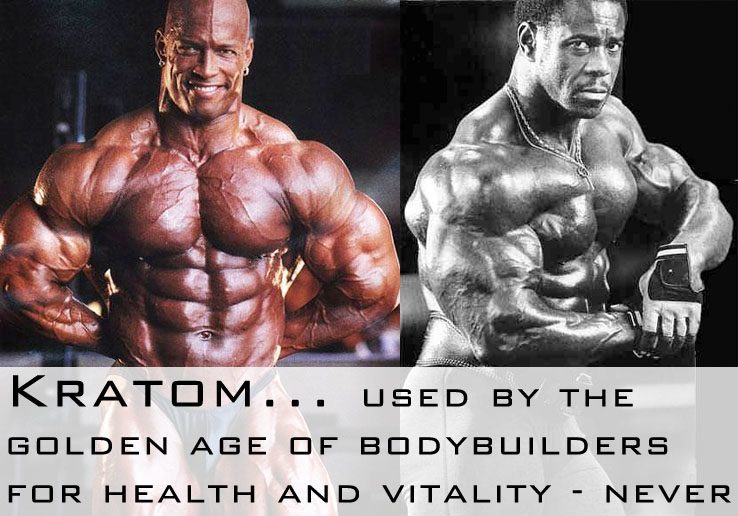 Kratom... used by the
golden age of bodybuilders
for health and vitality - never